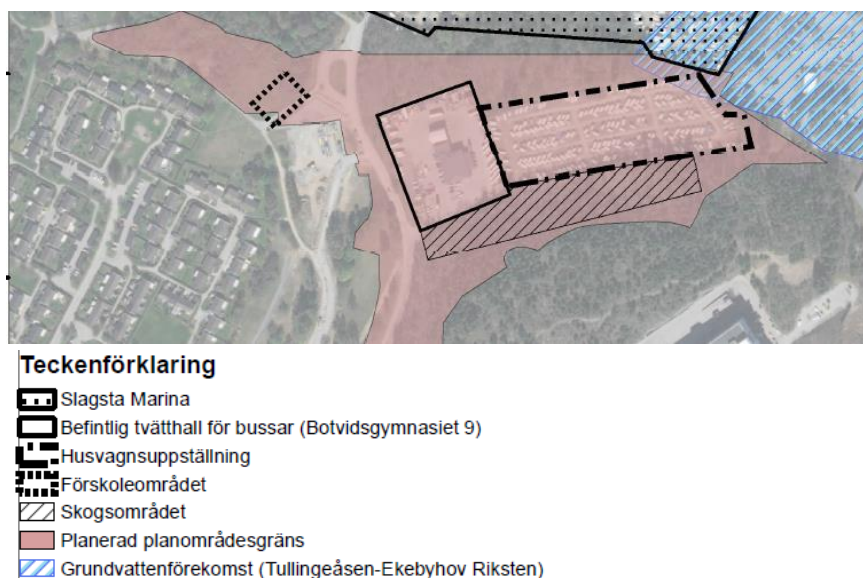 Teckenförklaring
Slagsta Marina
Befintlig tvätthall för bussar (Botvidsgymnasiet 9)
Husvagnsuppställning
Förskoleområdet
Skogsområdet
Planerad planområdesgräns
Grundvattenförekomst (Tullingeåsen-Ekebyhov Riksten)